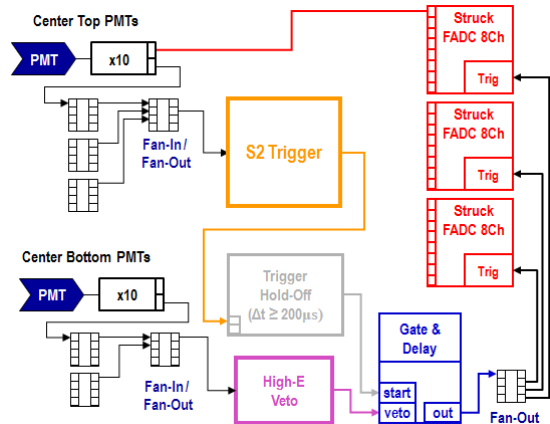 Center Top PMTs
PMT
x10
Fan-In /
Fan-Out
S2 Trigger
Struck
FADC 8Ch
Trig
Struck
FADC 8Ch
Trig
Struck
FADC 8Ch
Trig
Center Bottom PMTs
PMT
x10
Fan-In /
Fan-Out
Trigger
Hold-Off
(Δt ≥ 200µs)
High-E
Veto
Gate &
Delay
start
veto
out
Fan-Out